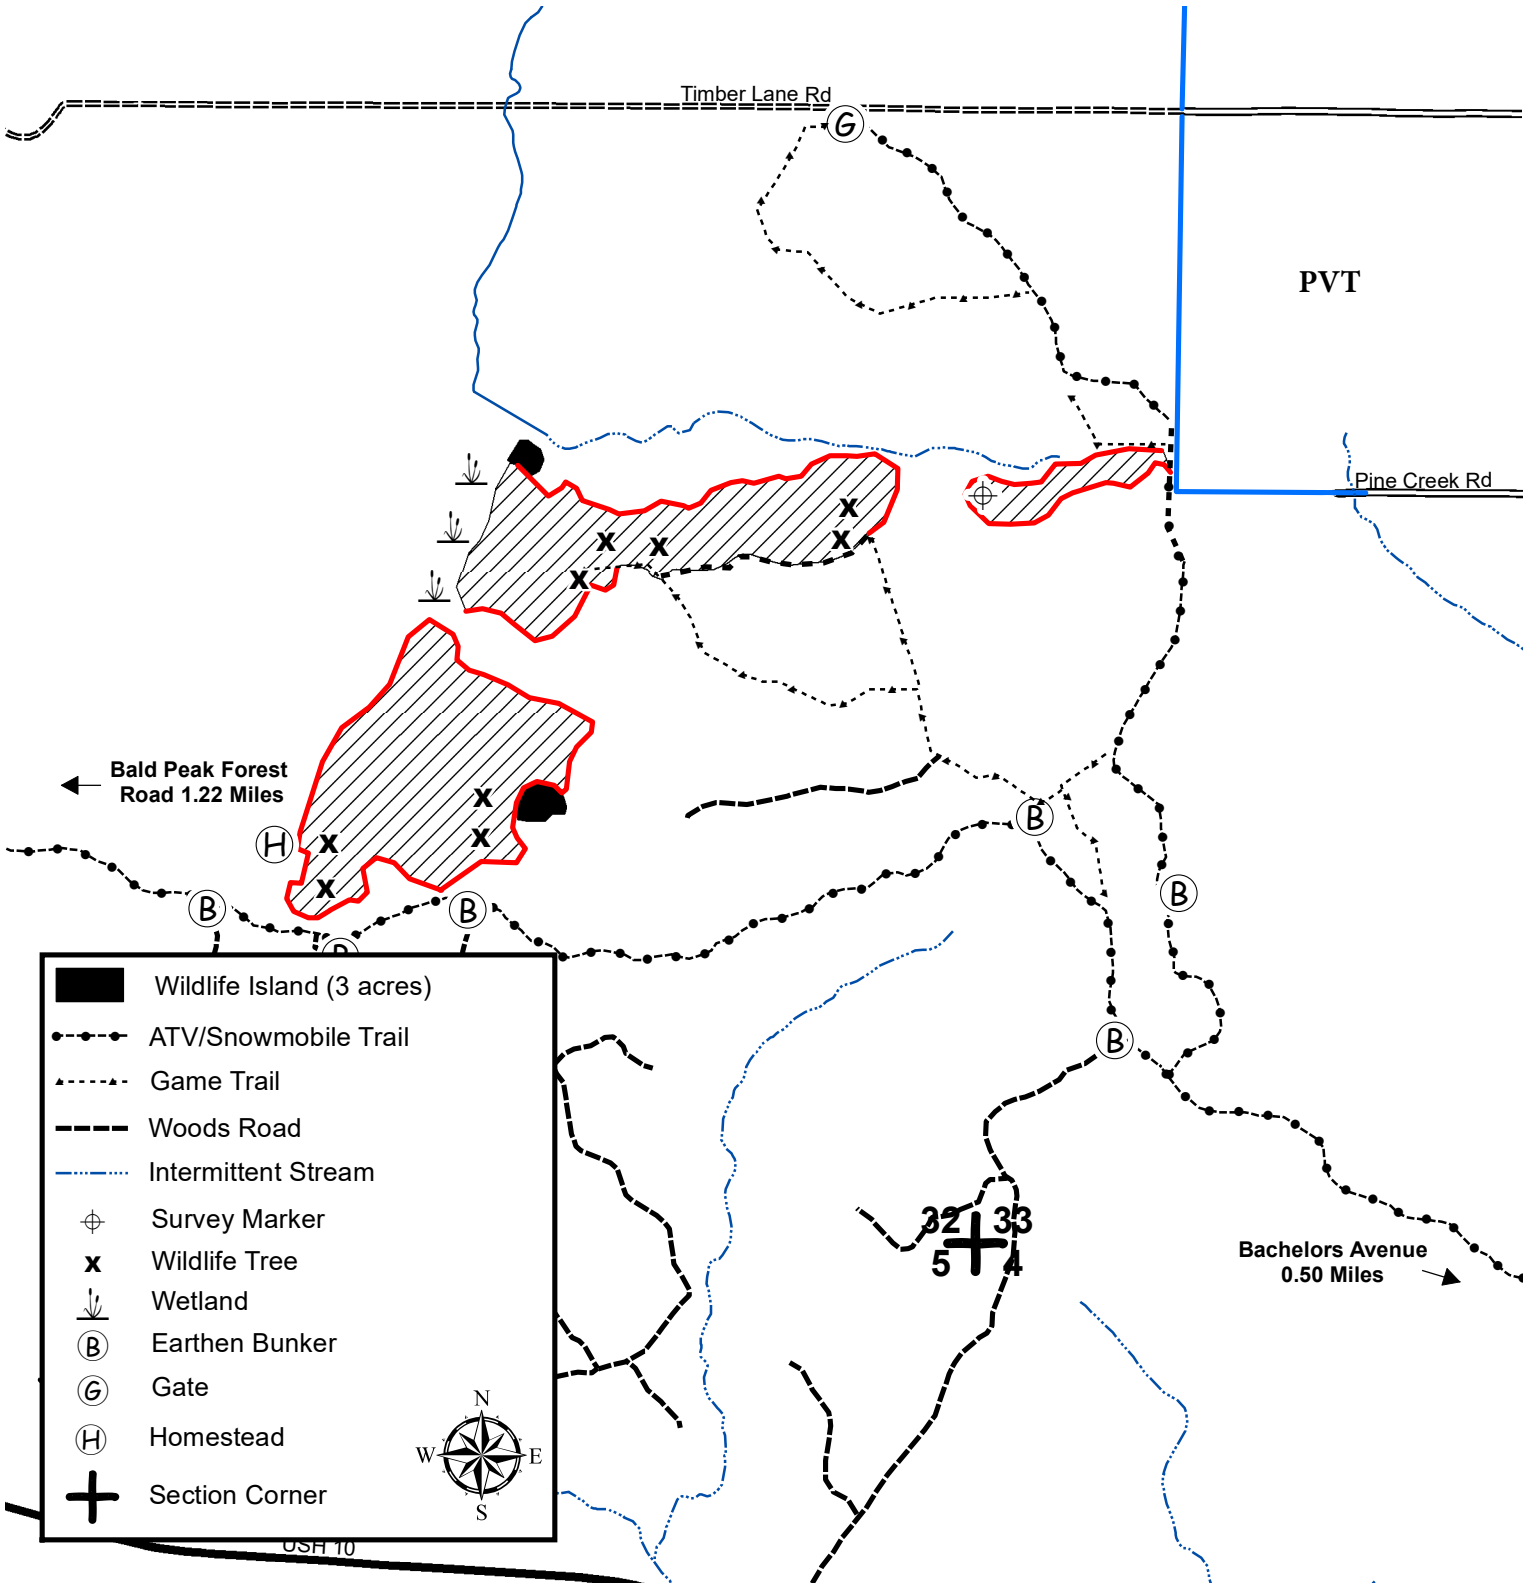 Timber Lane Rd
G
PVT
Pine Creek Rd
X
X
X
X
X
Bald Peak Forest
Road 1.22 Miles
X
X
X
X
H
B
B
B
B
B
B
Wildlife Island (3 acres)
ATV/Snowmobile Trail
Game Trail
Woods Road
Intermittent Stream
Survey Marker
X Wildlife Tree
Wetland
B Earthen Bunker
G Gate
H Homestead
Section Corner
N
W E
S
32 33
5 4
Bachelors Avenue
0.50 Miles
USH 10